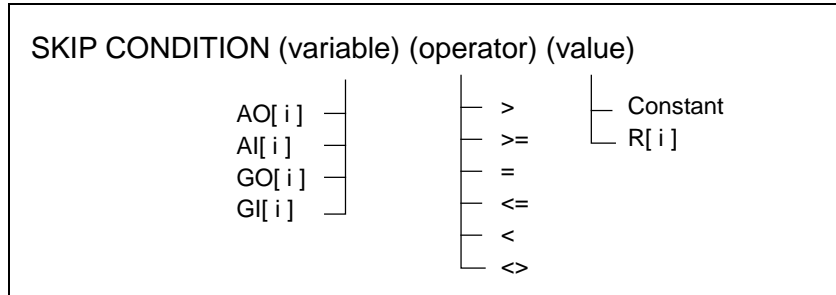 SKIP CONDITION (variable) (operator) (value)
AO[ i ] > Constant
AI[ i ] >= R[ i ]
GO[ i ] =
GI[ i ] <=
<
<>